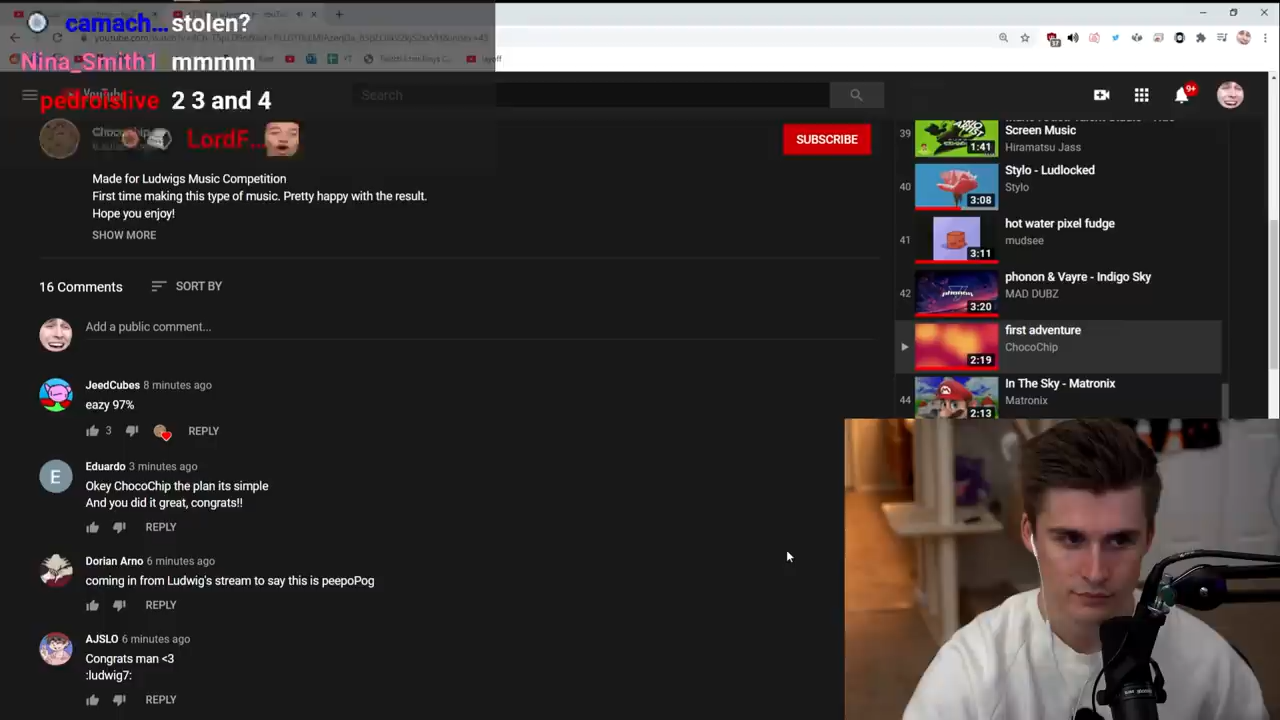 camach... stolen?
Nina_Smith1 mmmm
pedroislive 2 3 and 4
LordF...
Search
9+
SUBSCRIBE
Made for Ludwigs Music Competition
First time making this type of music. Pretty happy with the result.
Hope you enjoy!
SHOW MORE
16 Comments
SORT BY
Add a public comment...
JeedCubes 8 minutes ago
eazy 97%
3
REPLY
E
Eduardo 3 minutes ago
Okey ChocoChip the plan its simple
And you did it great, congrats!!
REPLY
Dorian Arno 6 minutes ago
coming in from Ludwig's stream to say this is peepoPog
REPLY
AJSLO 6 minutes ago
Congrats man <3
:ludwig7:
REPLY
39
Screen Music
Hiramatsu Jass
1:41
40
Stylo - Ludlocked
Stylo
3:08
41
hot water pixel fudge
mudsee
3:11
42
phonon & Vayre - Indigo Sky
MAD DUBZ
3:20
first adventure
ChocoChip
2:19
44
In The Sky - Matronix
Matronix
2:13